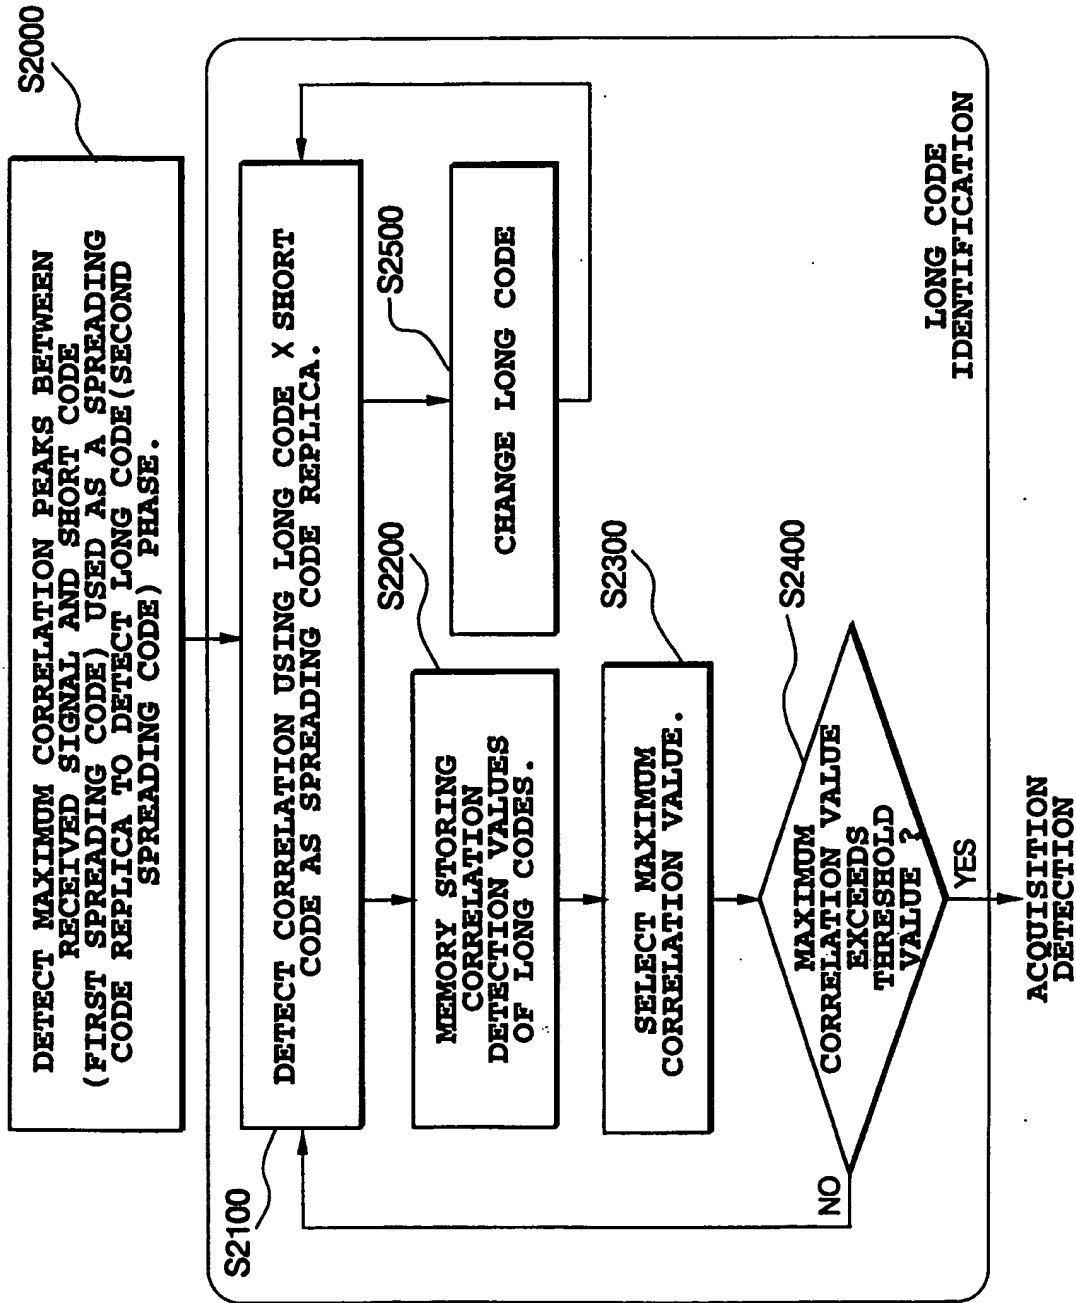 S2000
DETECT MAXIMUM CORRELATION PEAKS BETWEEN
RECEIVED SIGNAL AND SHORT CODE
(FIRST SPREADING CODE) USED AS A SPREADING
CODE REPLICA TO DETECT LONG CODE(SECOND
SPREADING CODE) PHASE.
S2100
DETECT CORRELATION USING LONG CODE X SHORT
CODE AS SPREADING CODE REPLICA.
S2200
MEMORY STORING
CORRELATION
DETECTION VALUES
OF LONG CODES.
S2500
CHANGE LONG CODE
S2300
SELECT MAXIMUM
CORRELATION VALUE.
S2400
MAXIMUM
CORRELATION VALUE
EXCEEDS
THRESHOLD
VALUE ?
NO
YES
LONG CODE
IDENTIFICATION
ACQUISITION
DETECTION